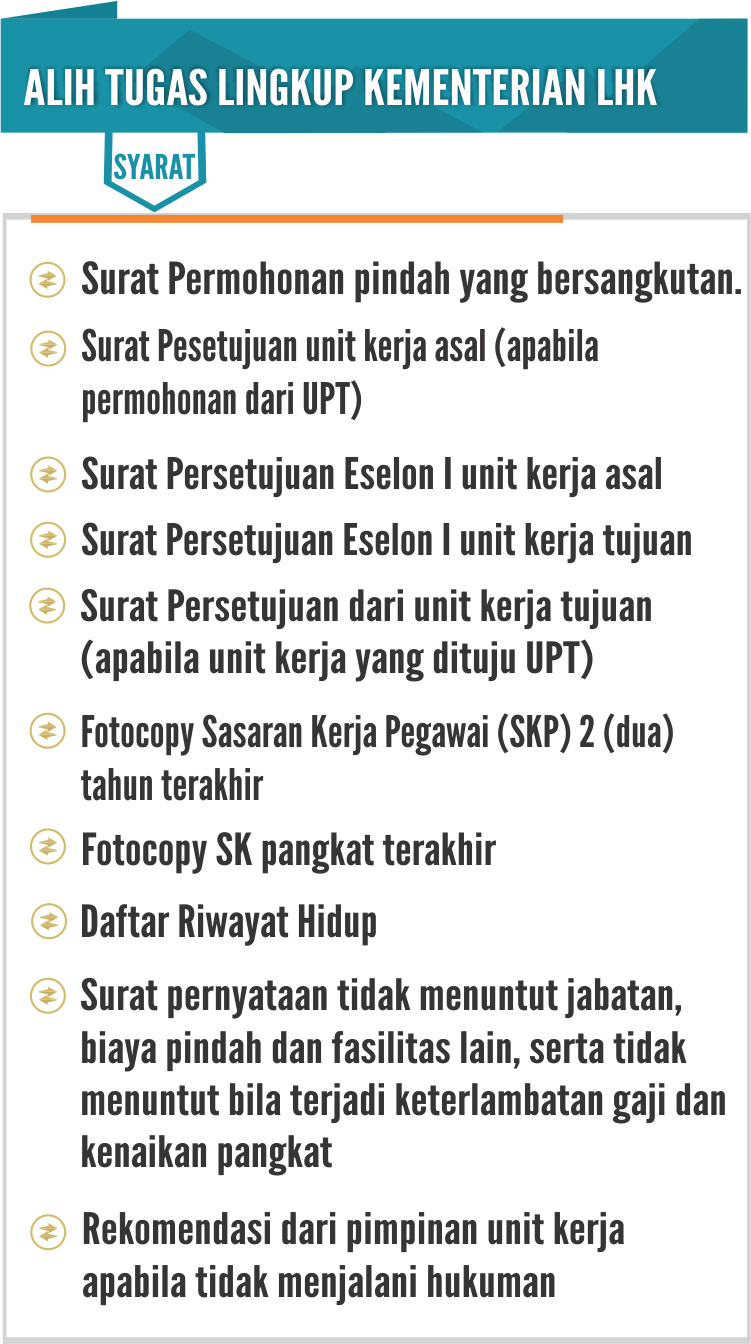 ALIH TUGAS LINGKUP KEMENTERIAN LHK
SYARAT
Surat Permohonan pindah yang bersangkutan.
Surat Pesetujuan unit kerja asal (apabila
permohonan dari UPT)
Surat Persetujuan Eselon I unit kerja asal
Surat Persetujuan Eselon I unit kerja tujuan
Surat Persetujuan dari unit kerja tujuan
(apabila unit kerja yang dituju UPT)
Fotocopy Sasaran Kerja Pegawai (SKP) 2 (dua)
tahun terakhir
Fotocopy SK pangkat terakhir
Daftar Riwayat Hidup
Surat pernyataan tidak menuntut jabatan,
biaya pindah dan fasilitas lain, serta tidak
menuntut bila terjadi keterlambatan gaji dan
kenaikan pangkat
Rekomendasi dari pimpinan unit kerja
apabila tidak menjalani hukuman